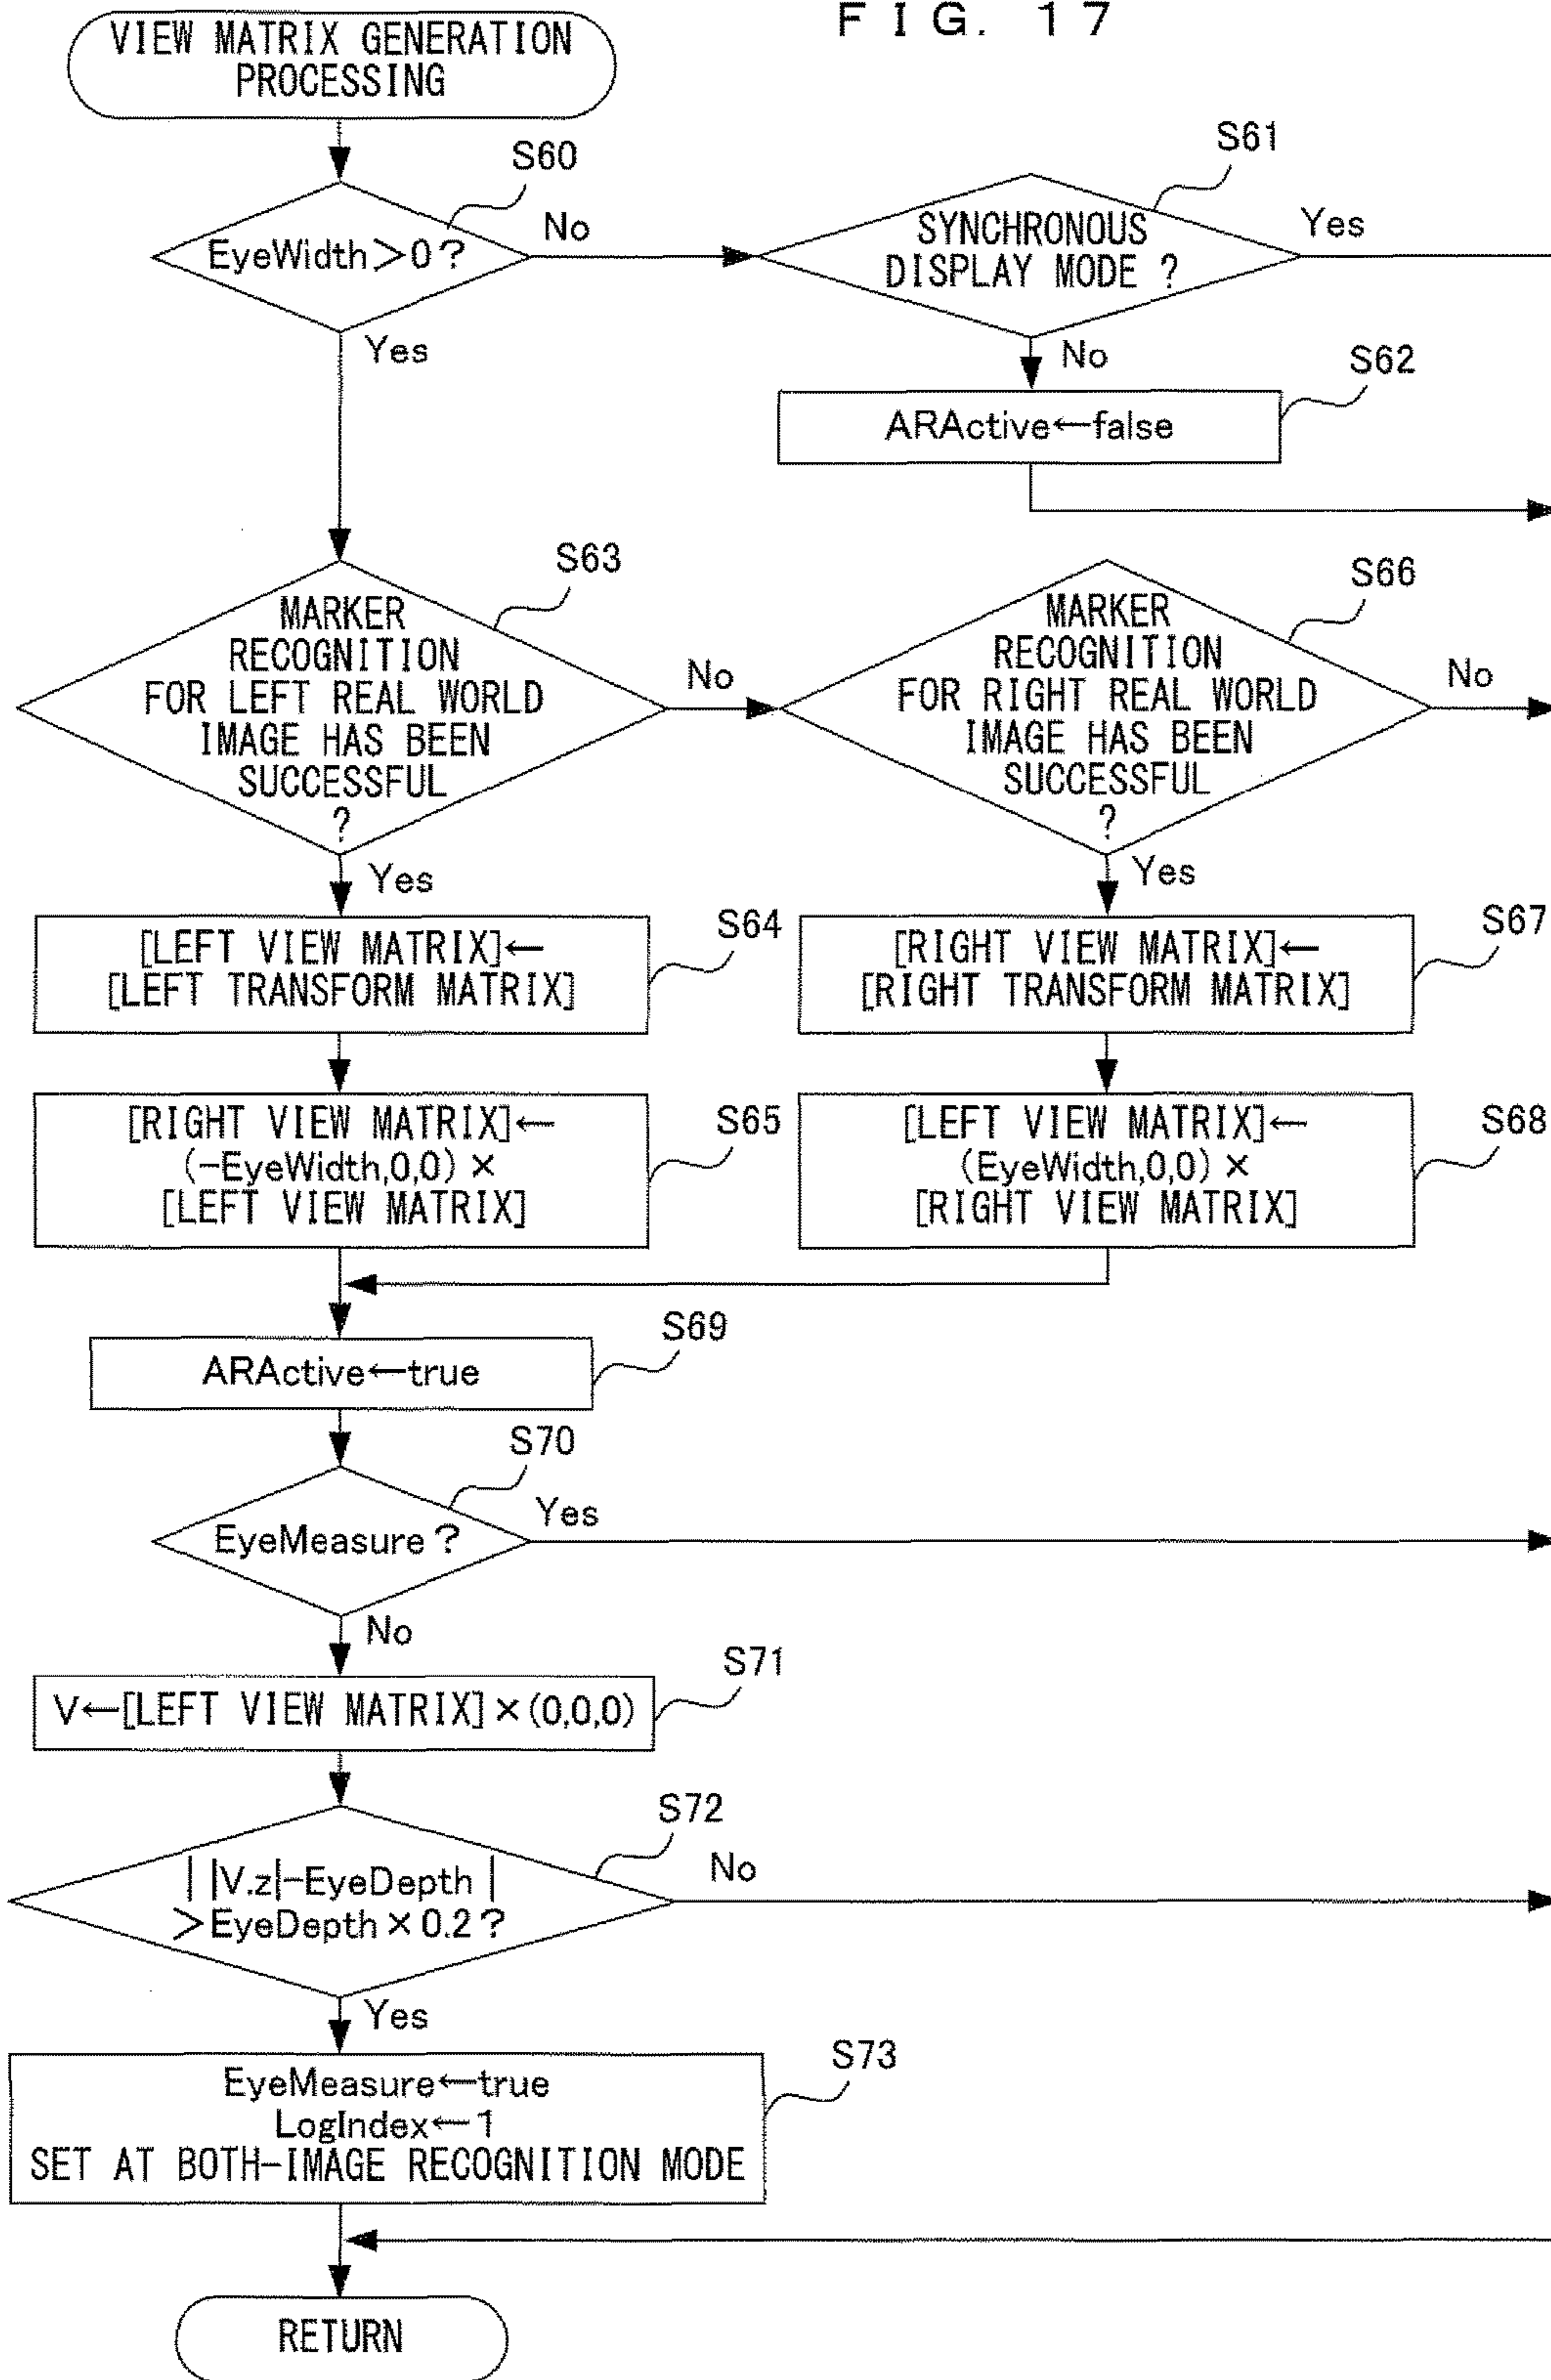 FIG. 17
VIEW MATRIX GENERATION
PROCESSING
S60
EyeWidth>0?
No
Yes
S61
SYNCHRONOUS
DISPLAY MODE ?
Yes
No
S62
ARActive←false
S63
MARKER
RECOGNITION
FOR LEFT REAL WORLD
IMAGE HAS BEEN
SUCCESSFUL
?
No
Yes
S66
MARKER
RECOGNITION
FOR RIGHT REAL WORLD
IMAGE HAS BEEN
SUCCESSFUL
?
No
Yes
S64
[LEFT VIEW MATRIX]←
[LEFT TRANSFORM MATRIX]
S67
[RIGHT VIEW MATRIX]←
[RIGHT TRANSFORM MATRIX]
S65
[RIGHT VIEW MATRIX]←
(-EyeWidth,0,0)×
[LEFT VIEW MATRIX]
S68
[LEFT VIEW MATRIX]←
(EyeWidth,0,0)×
[RIGHT VIEW MATRIX]
S69
ARActive←true
S70
EyeMeasure?
Yes
No
S71
V←[LEFT VIEW MATRIX]×(0,0,0)
S72
||V.z|-EyeDepth|
>EyeDepth×0.2?
No
Yes
S73
EyeMeasure←true
LogIndex←1
SET AT BOTH-IMAGE RECOGNITION MODE
RETURN